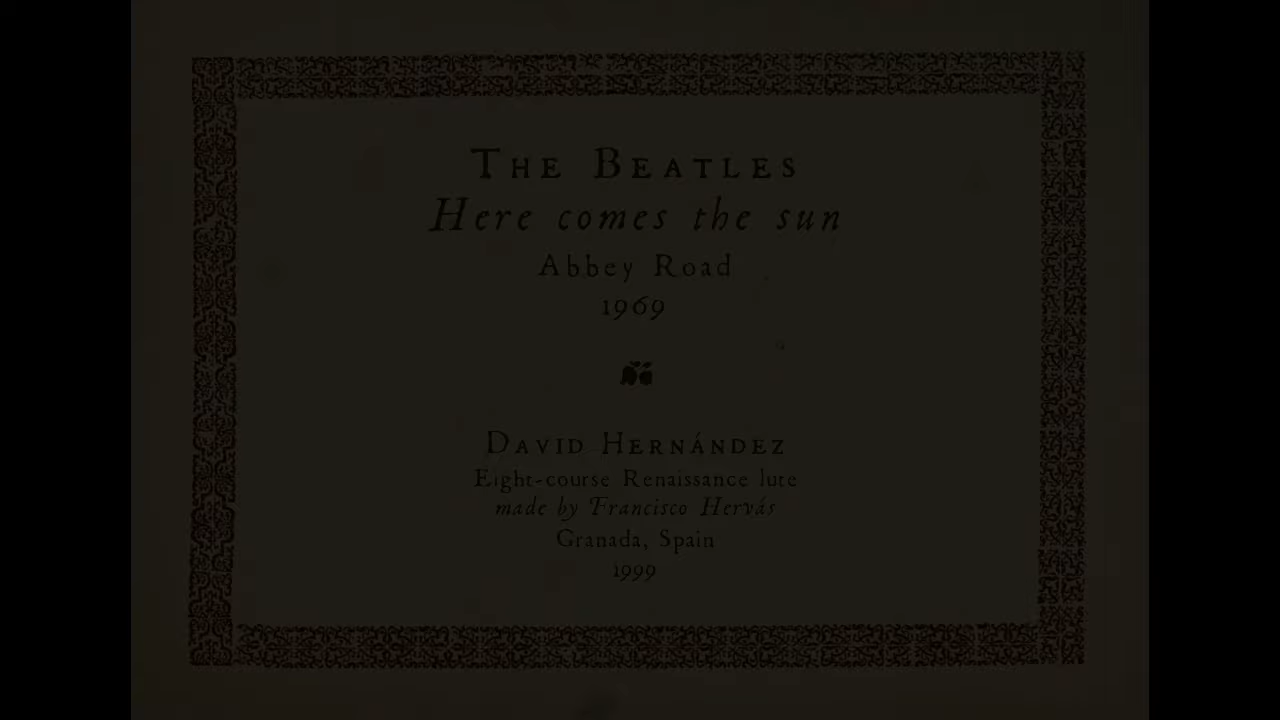 The Beatles
Here comes the sun
Abbey Road
1969
David Hernández
Eight-course Renaissance lute
made by Francisco Hervás
Granada, Spain
1999